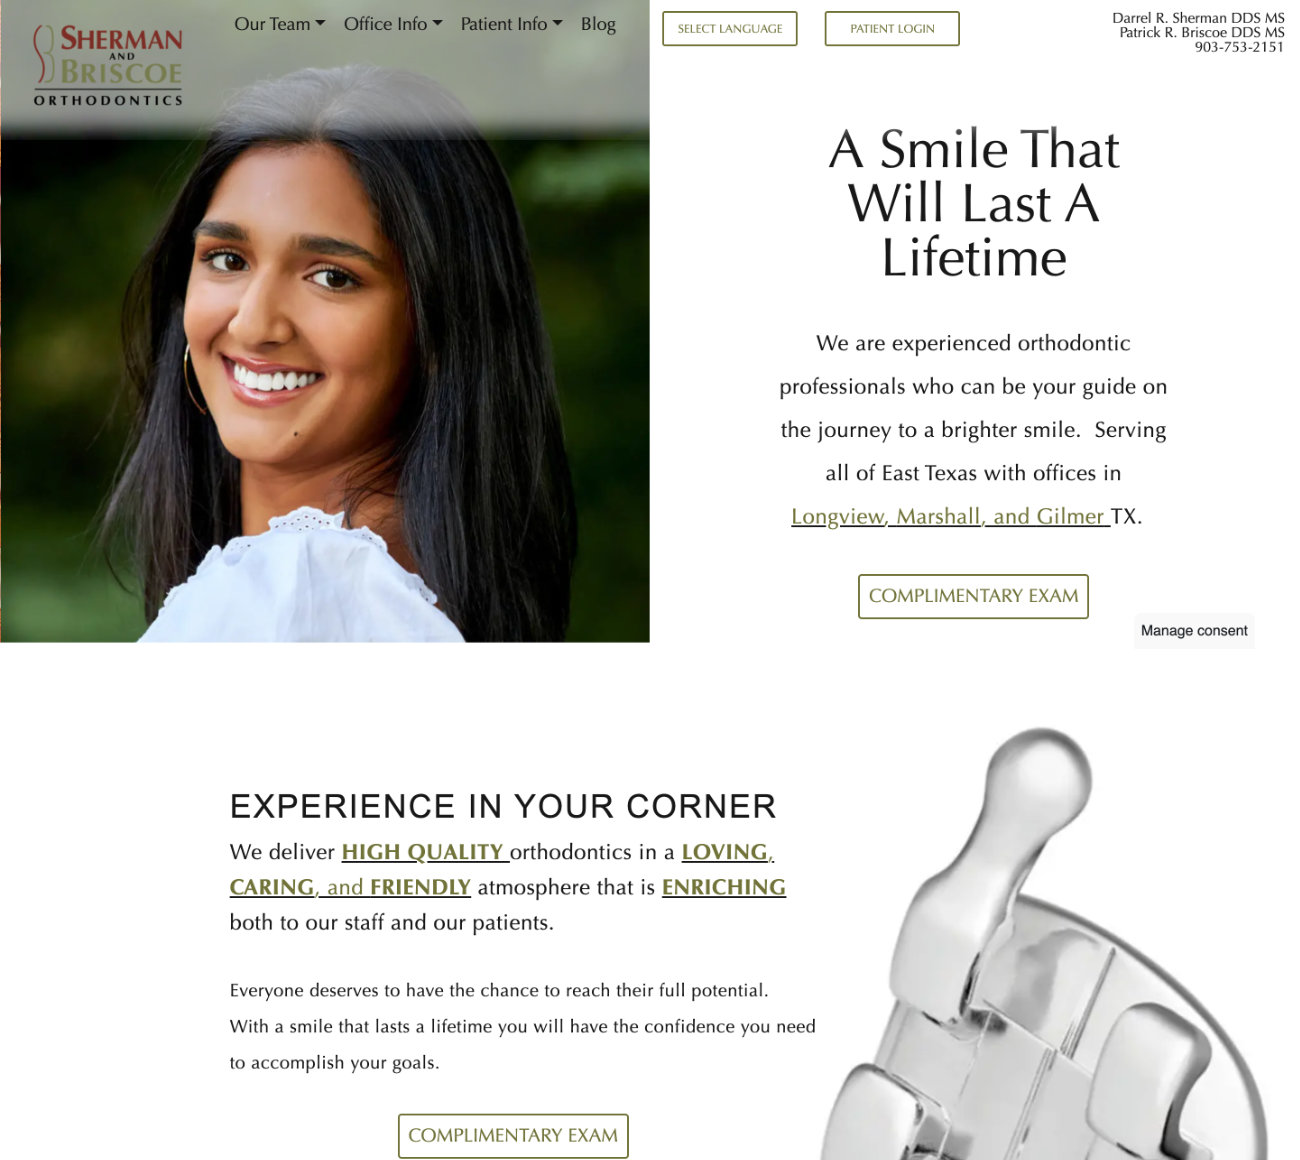 SHERMAN
AND
BRISCOE
ORTHODONTICS
Our Team Office Info Patient Info Blog
SELECT LANGUAGE
PATIENT LOGIN
Darrel R. Sherman DDS MS
Patrick R. Briscoe DDS MS
903-753-2151
A Smile That
Will Last A
Lifetime
We are experienced orthodontic
professionals who can be your guide on
the journey to a brighter smile. Serving
all of East Texas with offices in
Longview, Marshall, and Gilmer TX.
COMPLIMENTARY EXAM
Manage consent
EXPERIENCE IN YOUR CORNER
We deliver HIGH QUALITY orthodontics in a LOVING,
CARING, and FRIENDLY atmosphere that is ENRICHING
both to our staff and our patients.
Everyone deserves to have the chance to reach their full potential.
With a smile that lasts a lifetime you will have the confidence you need
to accomplish your goals.
COMPLIMENTARY EXAM